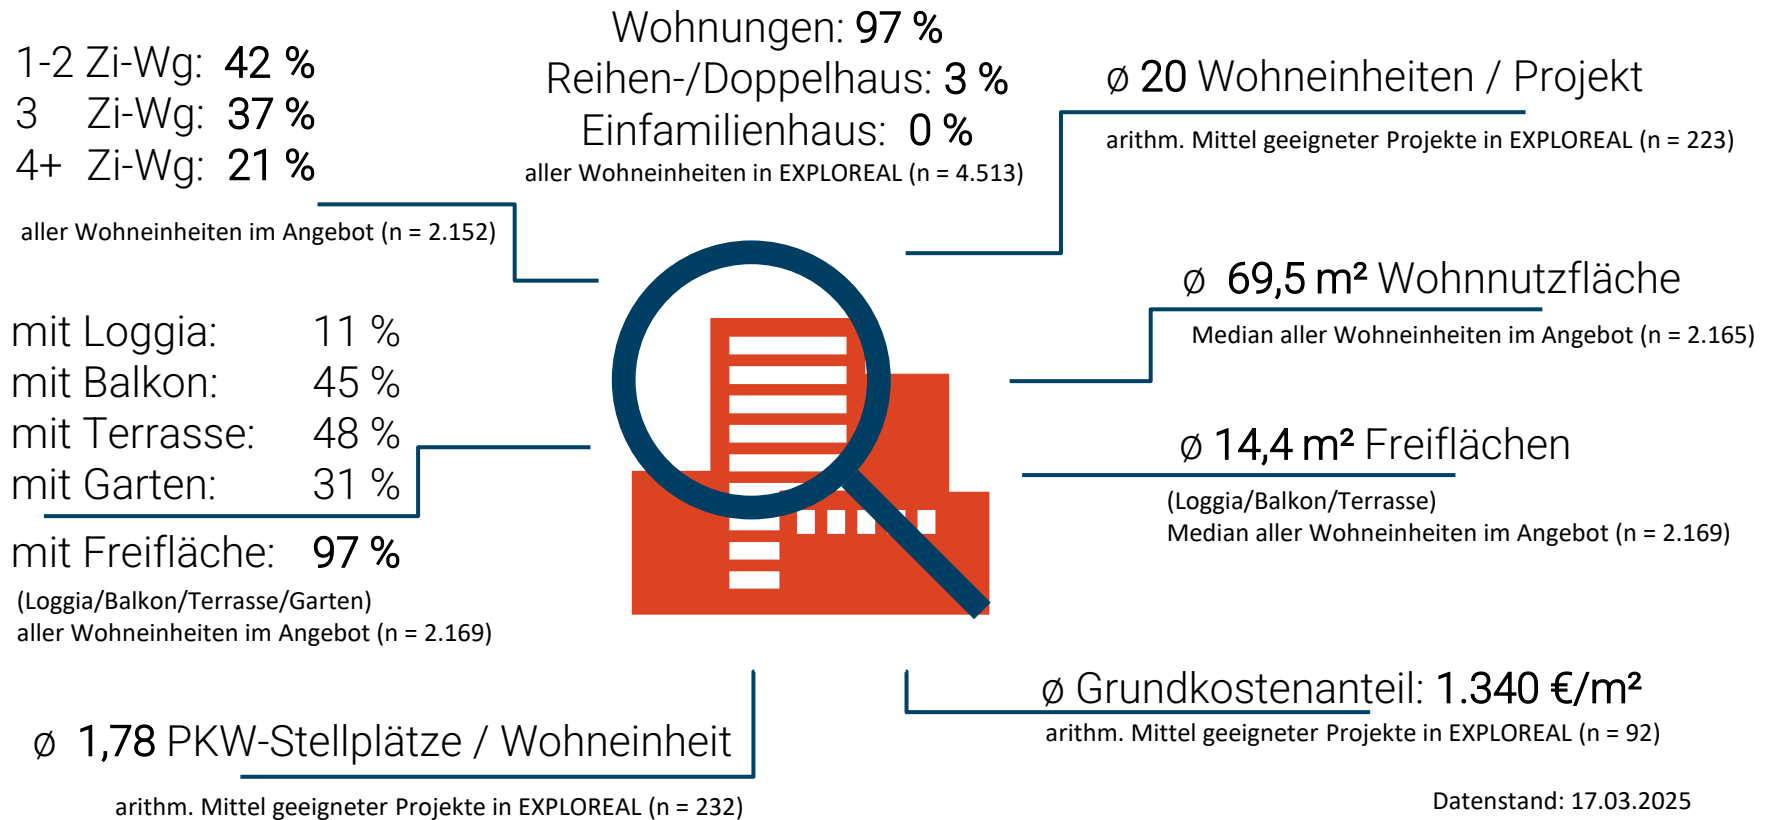 1-2 Zi-Wg: 42 %
3 Zi-Wg: 37 %
4+ Zi-Wg: 21 %
aller Wohneinheiten im Angebot (n = 2.152)
Wohnungen: 97 %
Reihen-/Doppelhaus: 3 %
Einfamilienhaus: 0 %
aller Wohneinheiten in EXPLOREAL (n = 4.513)
ø 20 Wohneinheiten / Projekt
arithm. Mittel geeigneter Projekte in EXPLOREAL (n = 223)
ø 69,5 m² Wohnnutzfläche
Median aller Wohneinheiten im Angebot (n = 2.165)
mit Loggia: 11 %
mit Balkon: 45 %
mit Terrasse: 48 %
mit Garten: 31 %
mit Freifläche: 97 %
(Loggia/Balkon/Terrasse/Garten)
aller Wohneinheiten im Angebot (n = 2.169)
ø 14,4 m² Freiflächen
(Loggia/Balkon/Terrasse)
Median aller Wohneinheiten im Angebot (n = 2.169)
ø 1,78 PKW-Stellplätze / Wohneinheit
arithm. Mittel geeigneter Projekte in EXPLOREAL (n = 232)
ø Grundkostenanteil: 1.340 €/m²
arithm. Mittel geeigneter Projekte in EXPLOREAL (n = 92)
Datenstand: 17.03.2025